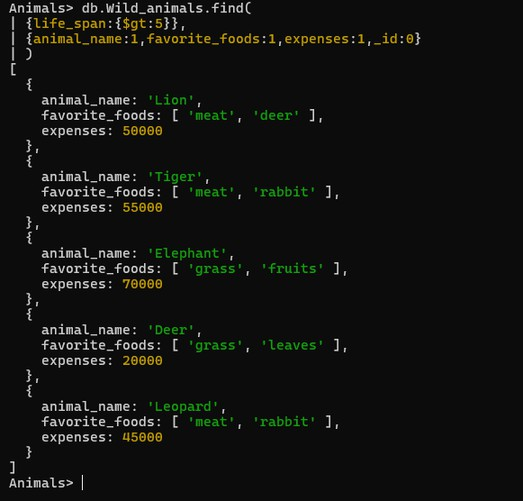 Animals> db.Wild_animals.find(
| {life_span:{$gt:5}},
| {animal_name:1,favorite_foods:1,expenses:1,_id:0}
| )
[
  {
    animal_name: 'Lion',
    favorite_foods: [ 'meat', 'deer' ],
    expenses: 50000
  },
  {
    animal_name: 'Tiger',
    favorite_foods: [ 'meat', 'rabbit' ],
    expenses: 55000
  },
  {
    animal_name: 'Elephant',
    favorite_foods: [ 'grass', 'fruits' ],
    expenses: 70000
  },
  {
    animal_name: 'Deer',
    favorite_foods: [ 'grass', 'leaves' ],
    expenses: 20000
  },
  {
    animal_name: 'Leopard',
    favorite_foods: [ 'meat', 'rabbit' ],
    expenses: 45000
  }
]
Animals>